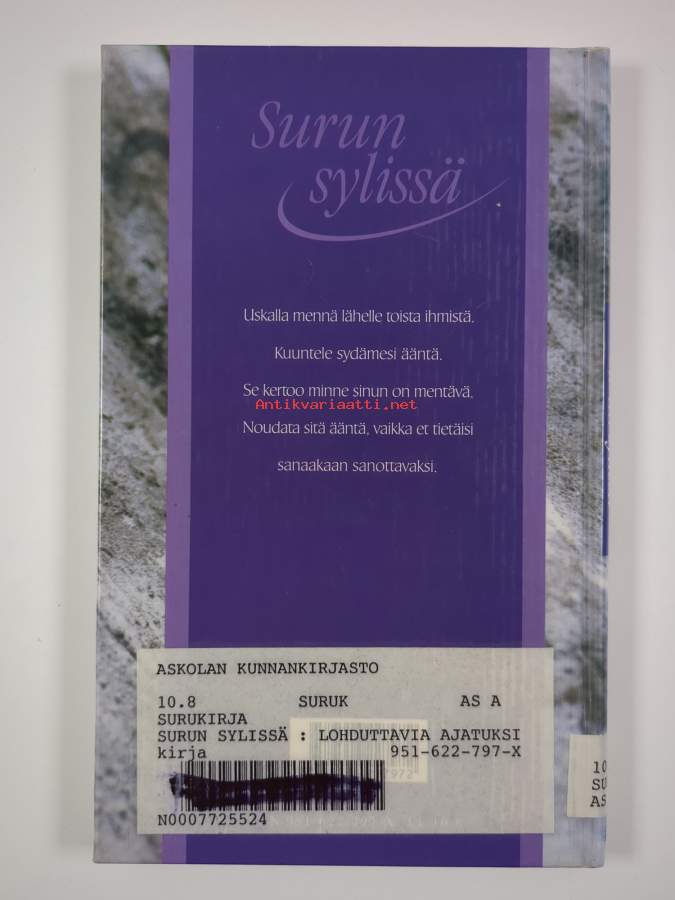 Surun
sylissä
Uskalla mennä lähelle toista ihmistä.
Kuuntele sydämesi ääntä.
Se kertoo minne sinun on mentävä.
Antikvariaatti.net
Noudata sitä ääntä, vaikka et tietäisi
sanaakaan sanottavaksi.
ASKOLAN KUNNANKIRJASTO
10.8 SURUK AS A
SURUKIRJA
SURUN SYLISSÄ : LOHDUTTAVIA AJATUKSI
kirja 951-622-797-X
N0007725524
10
SU
AS